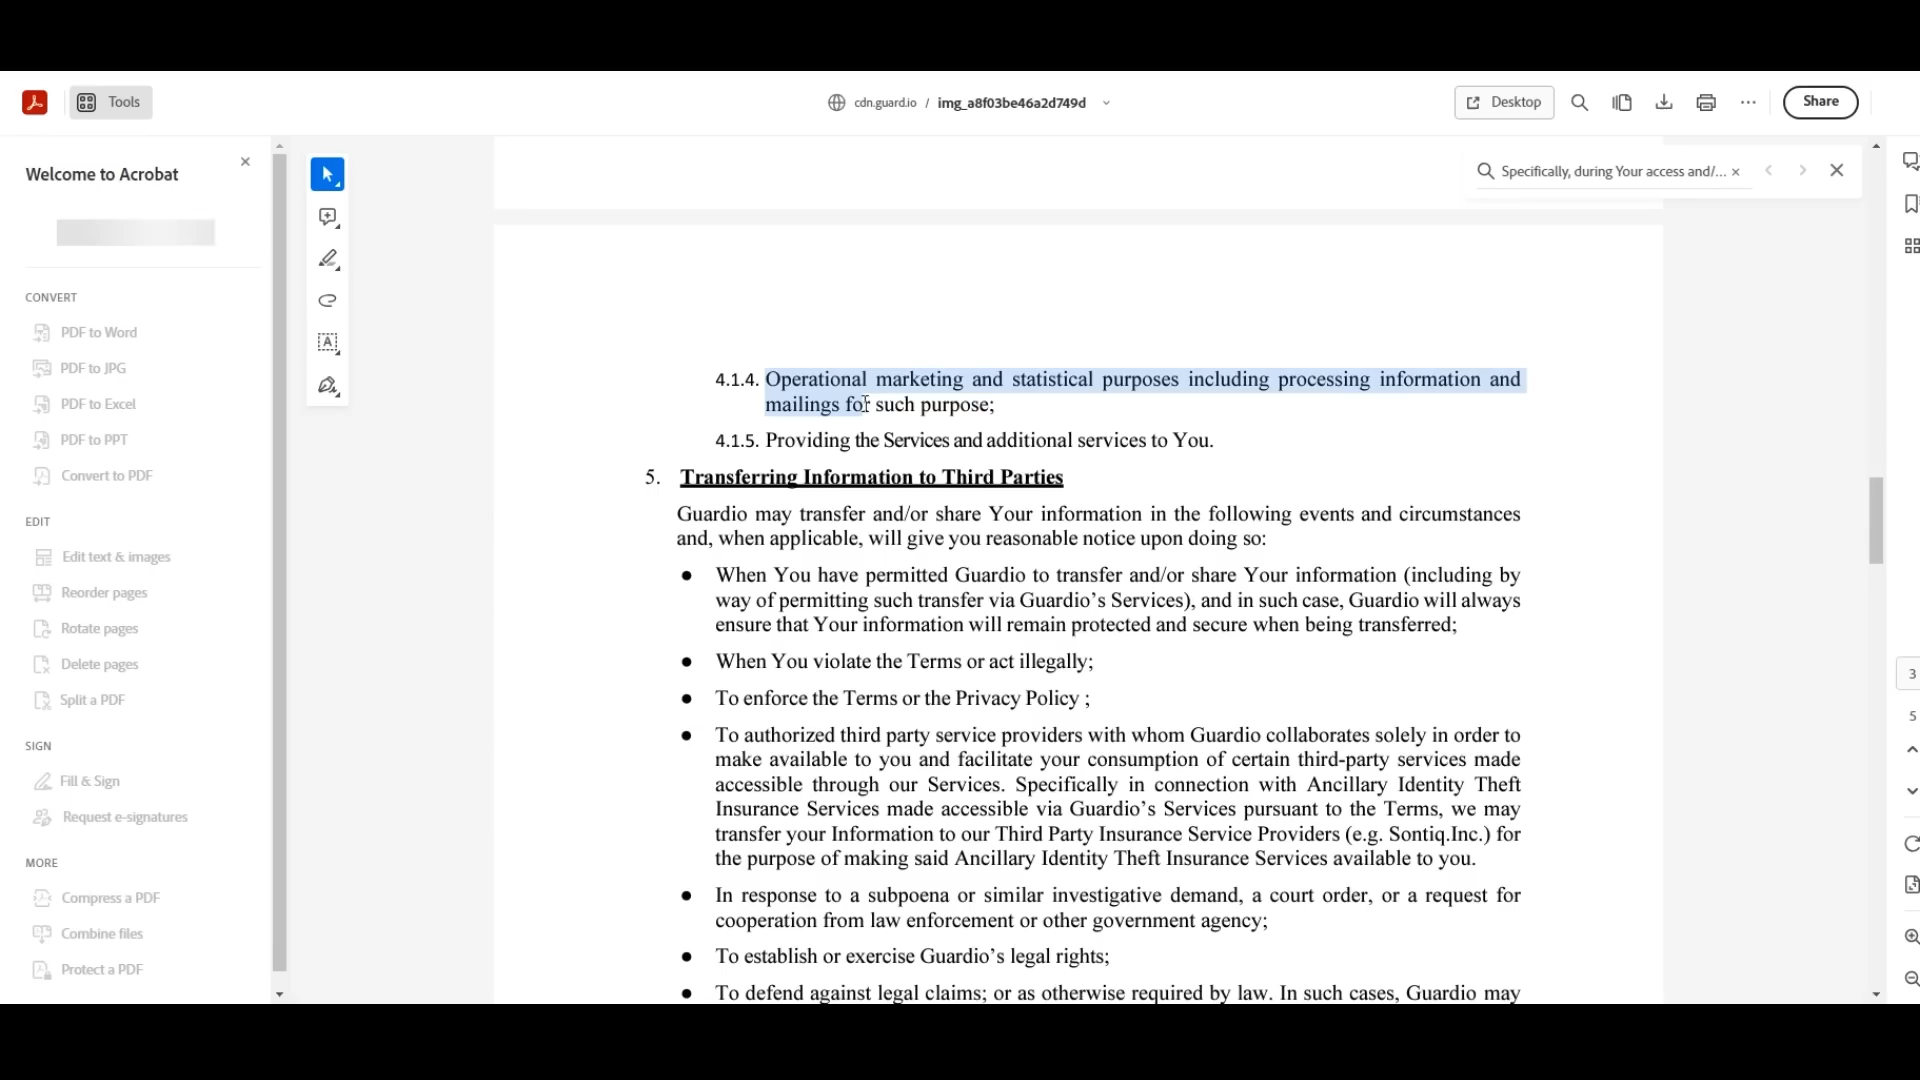 Tools
cdn.guard.io / img_a8f03be46a2d749d
Desktop
Share
Welcome to Acrobat
Specifically, during Your access and/...
CONVERT
PDF to Word
PDF to JPG
PDF to Excel
PDF to PPT
Convert to PDF
EDIT
Edit text & images
Reorder pages
Rotate pages
Delete pages
Split a PDF
SIGN
Fill & Sign
Request e-signatures
MORE
Compress a PDF
Combine files
Protect a PDF
4.1.4. Operational marketing and statistical purposes including processing information and
mailings for such purpose;
4.1.5. Providing the Services and additional services to You.
5. Transferring Information to Third Parties
Guardio may transfer and/or share Your information in the following events and circumstances
and, when applicable, will give you reasonable notice upon doing so:
● When You have permitted Guardio to transfer and/or share Your information (including by
way of permitting such transfer via Guardio’s Services), and in such case, Guardio will always
ensure that Your information will remain protected and secure when being transferred;
● When You violate the Terms or act illegally;
● To enforce the Terms or the Privacy Policy ;
● To authorized third party service providers with whom Guardio collaborates solely in order to
make available to you and facilitate your consumption of certain third-party services made
accessible through our Services. Specifically in connection with Ancillary Identity Theft
Insurance Services made accessible via Guardio’s Services pursuant to the Terms, we may
transfer your Information to our Third Party Insurance Service Providers (e.g. Sontiq.Inc.) for
the purpose of making said Ancillary Identity Theft Insurance Services available to you.
● In response to a subpoena or similar investigative demand, a court order, or a request for
cooperation from law enforcement or other government agency;
● To establish or exercise Guardio’s legal rights;
● To defend against legal claims; or as otherwise required by law. In such cases, Guardio may
3
5